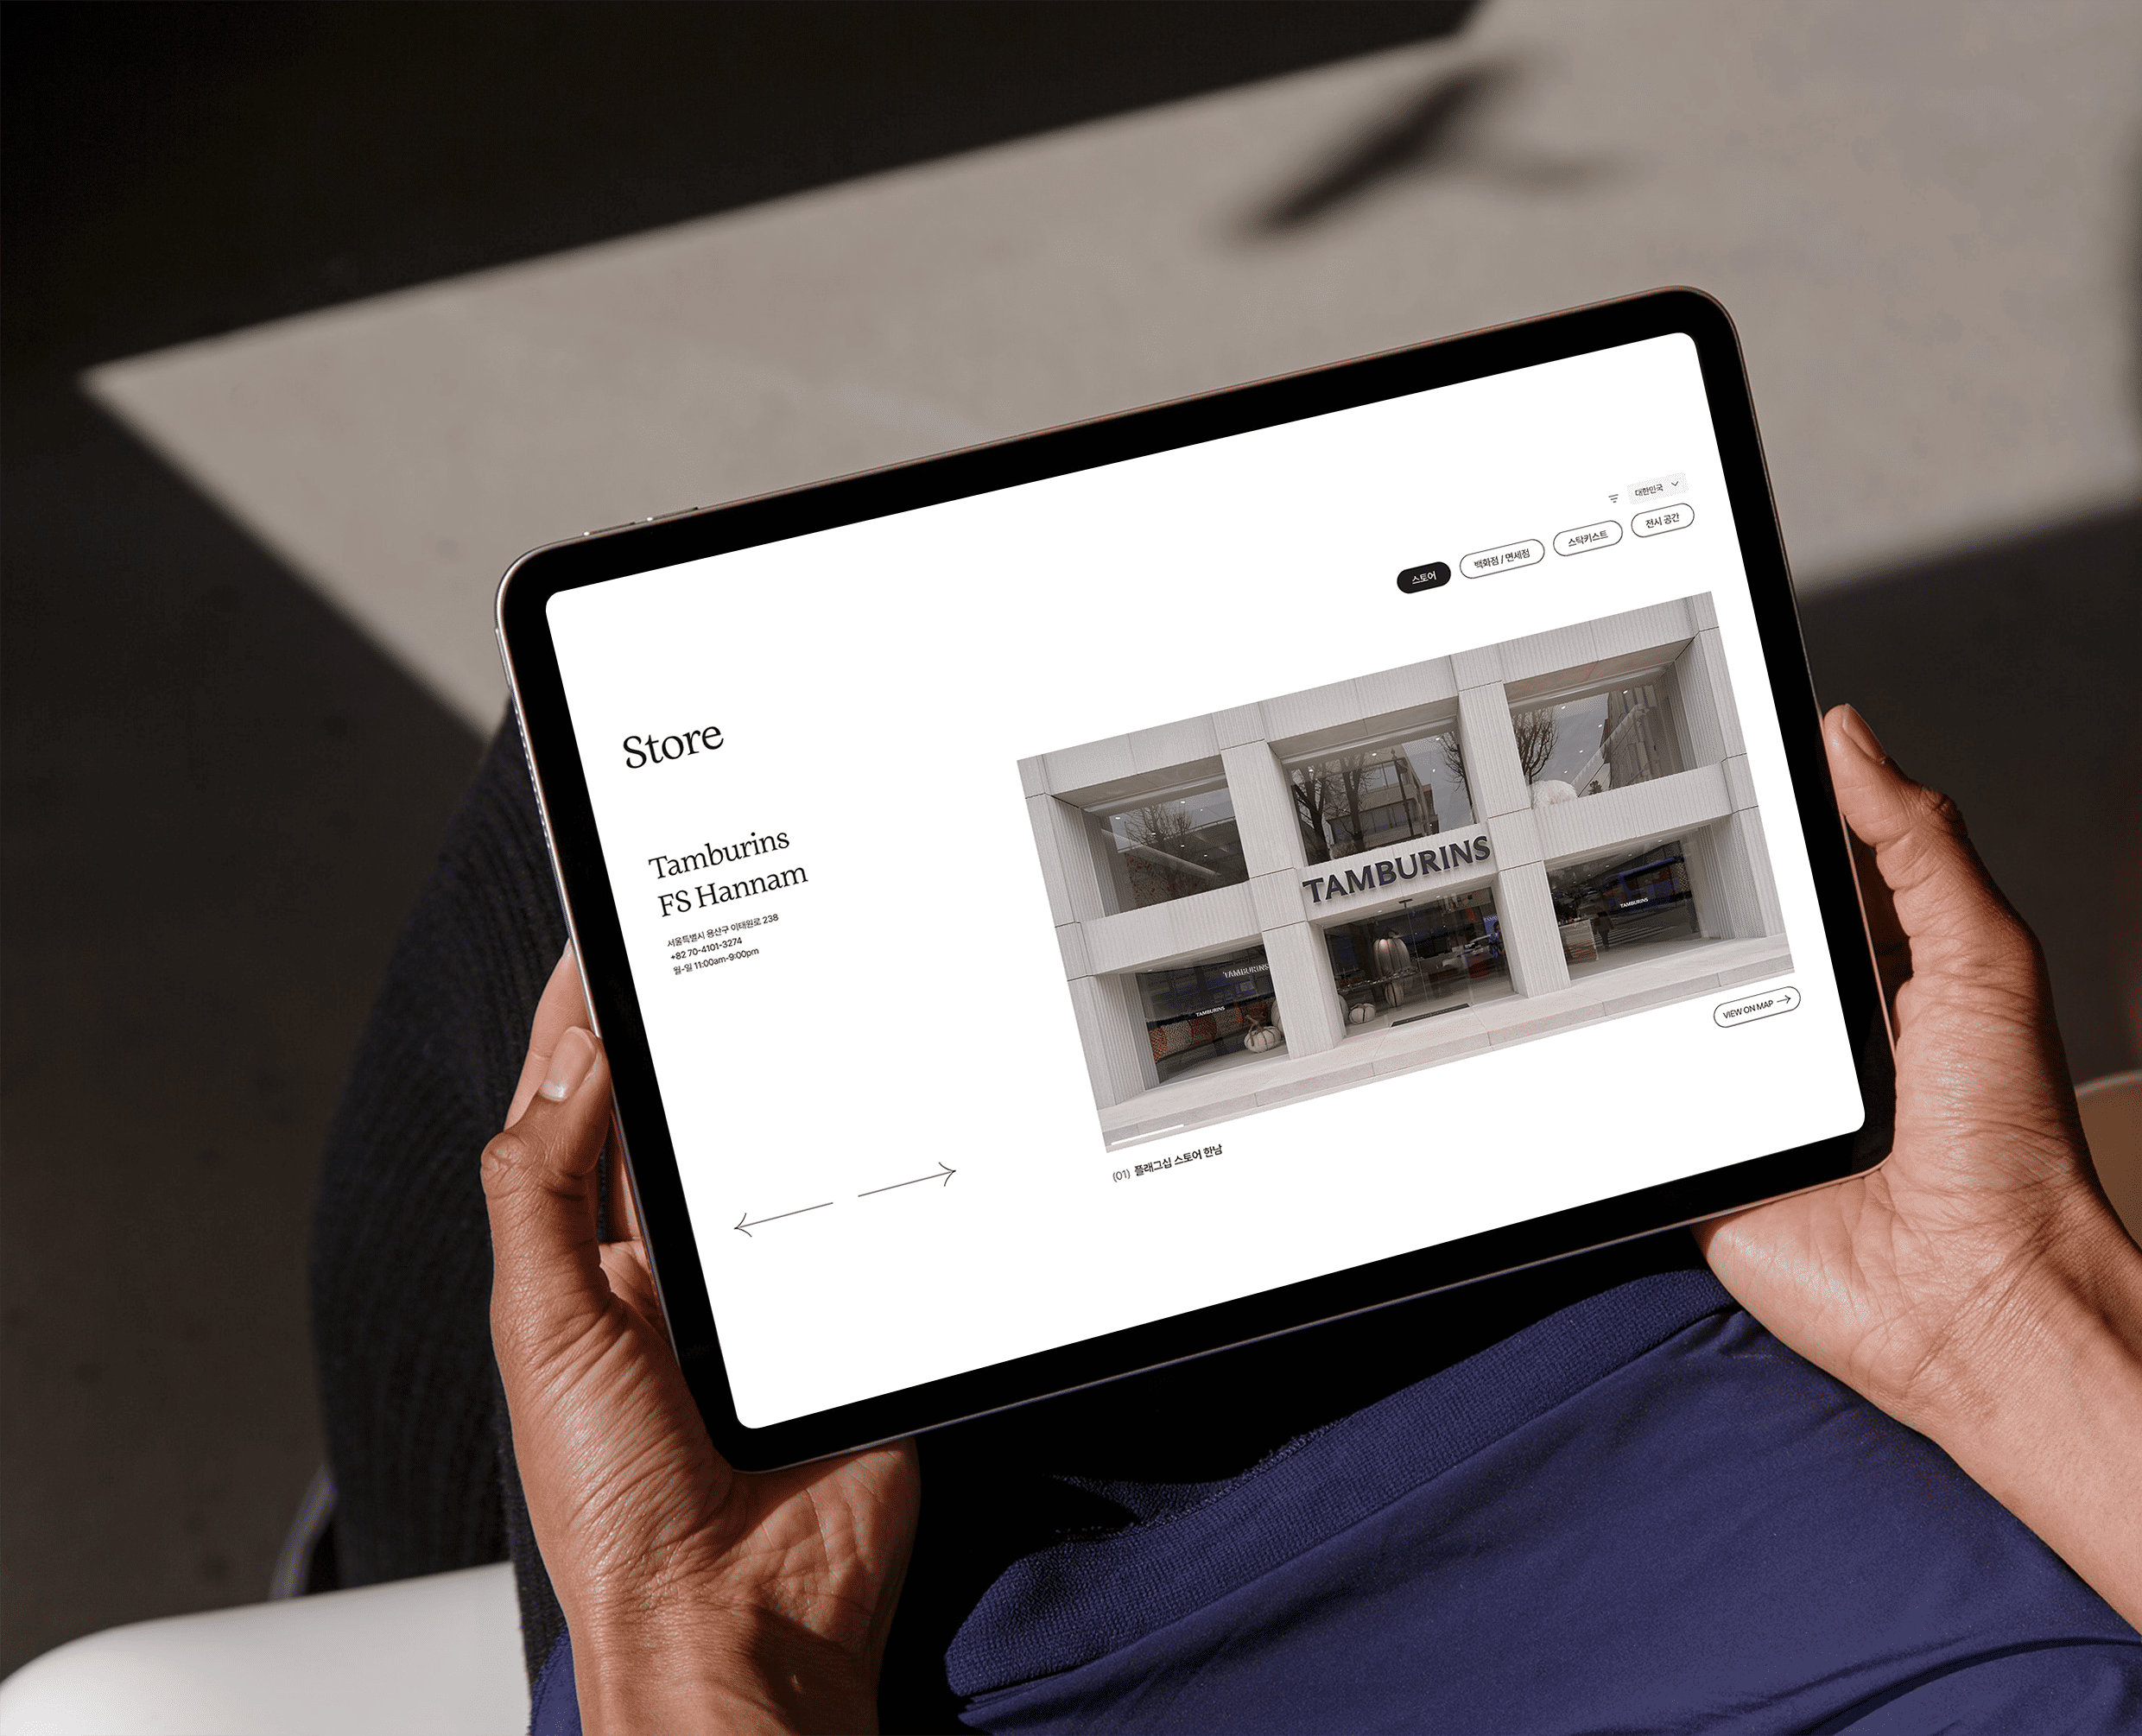 대한민국
스토어
백화점 / 면세점
스탁키스트
전시 공간
Store
Tamburins
FS Hannam
서울특별시 용산구 이태원로 238
+82 70-4101-3274
월-일 11:00am-9:00pm
TAMBURINS
TAMBURINS
TAMBURINS
TAMBURINS
VIEW ON MAP
(01) 플래그십 스토어 한남